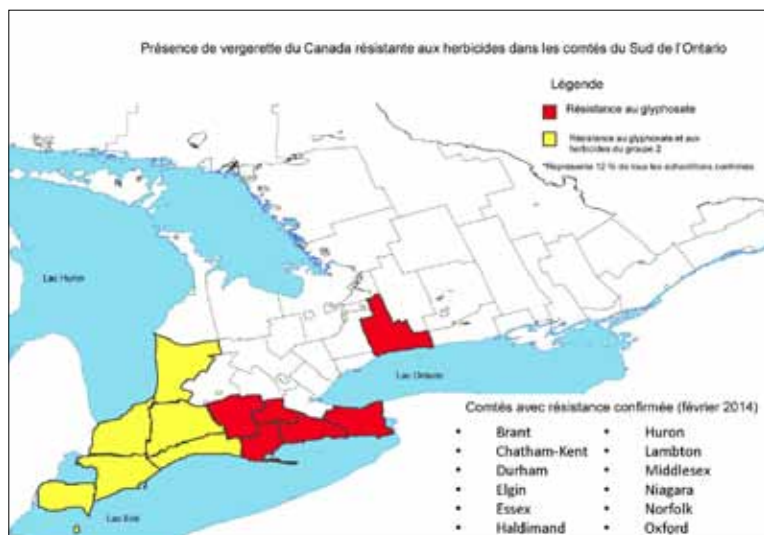 Présence de vergerette du Canada résistante aux herbicides dans les comtés du Sud de l'Ontario
Légende
Résistance au glyphosate
Résistance au glyphosate et aux
herbicides du groupe 2
*Représente 12 % de tous les échantillons confirmés
Lac Huron
Lac Ontario
Lac Érié
Comtés avec résistance confirmée (février 2014)
• Brant
• Chatham-Kent
• Durham
• Elgin
• Essex
• Haldimand
• Huron
• Lambton
• Middlesex
• Niagara
• Norfolk
• Oxford